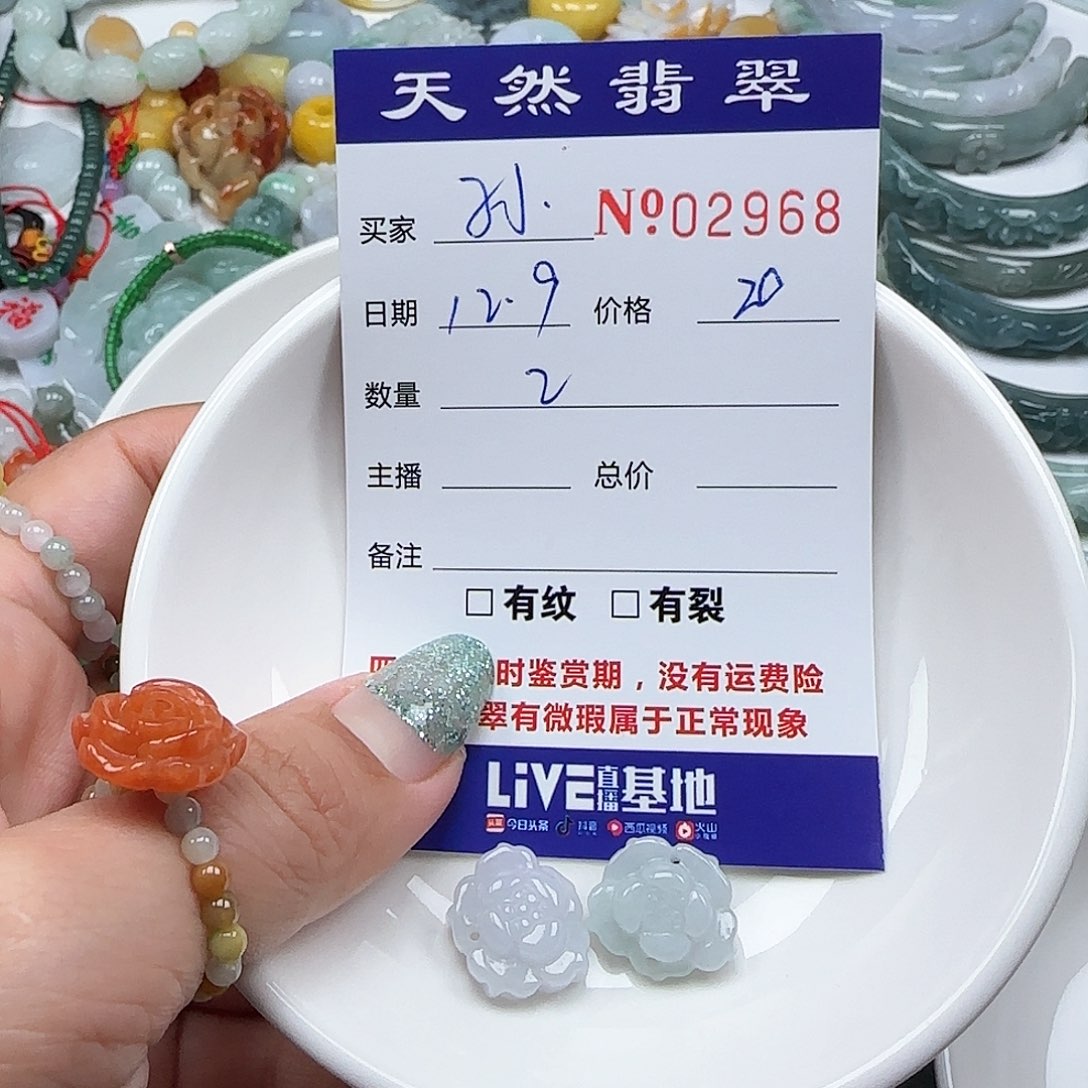 天然翡翠
买家 孙. №02968
日期 12.9 价格 20
数量 2
主播 总价
备注
□有纹 □有裂
时鉴赏期，没有运费险
翠有微瑕属于正常现象
LiVE直播基地
今日头条 抖音 西瓜视频 火山
福